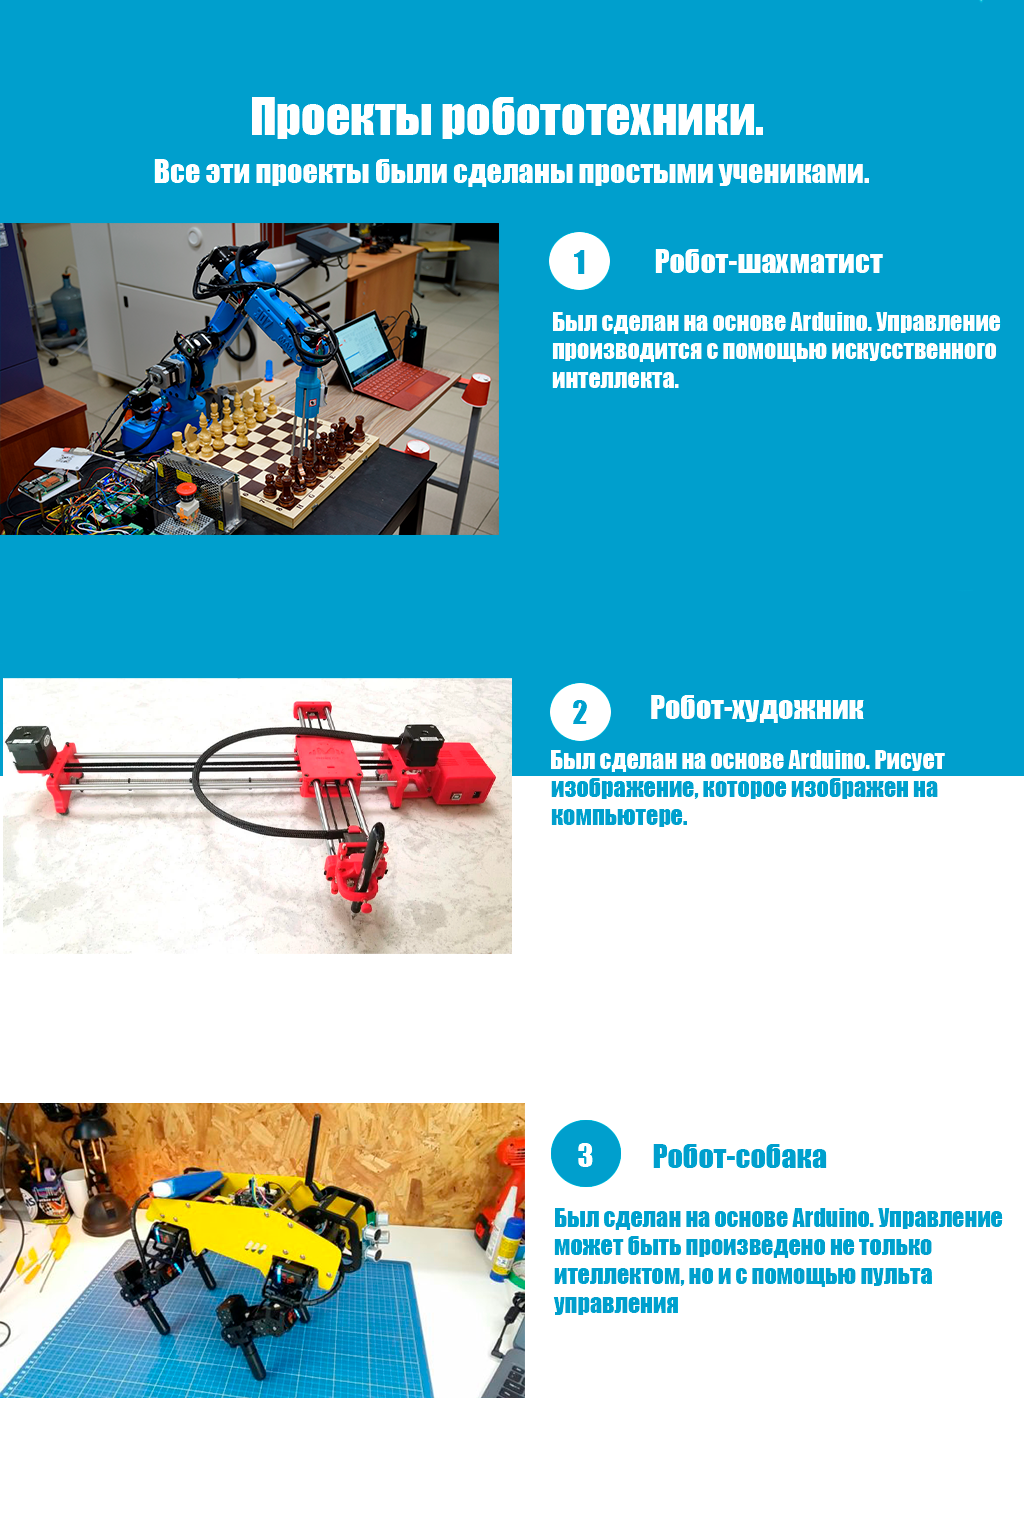 Проекты робототехники.
Все эти проекты были сделаны простыми учениками.
1
Робот-шахматист
Был сделан на основе Arduino. Управление
производится с помощью искусственного
интеллекта.
2
Робот-художник
Был сделан на основе Arduino. Рисует
изображение, которое изображен на
компьютере.
3
Робот-собака
Был сделан на основе Arduino. Управление
может быть произведено не только
ителлектом, но и с помощью пульта
управления